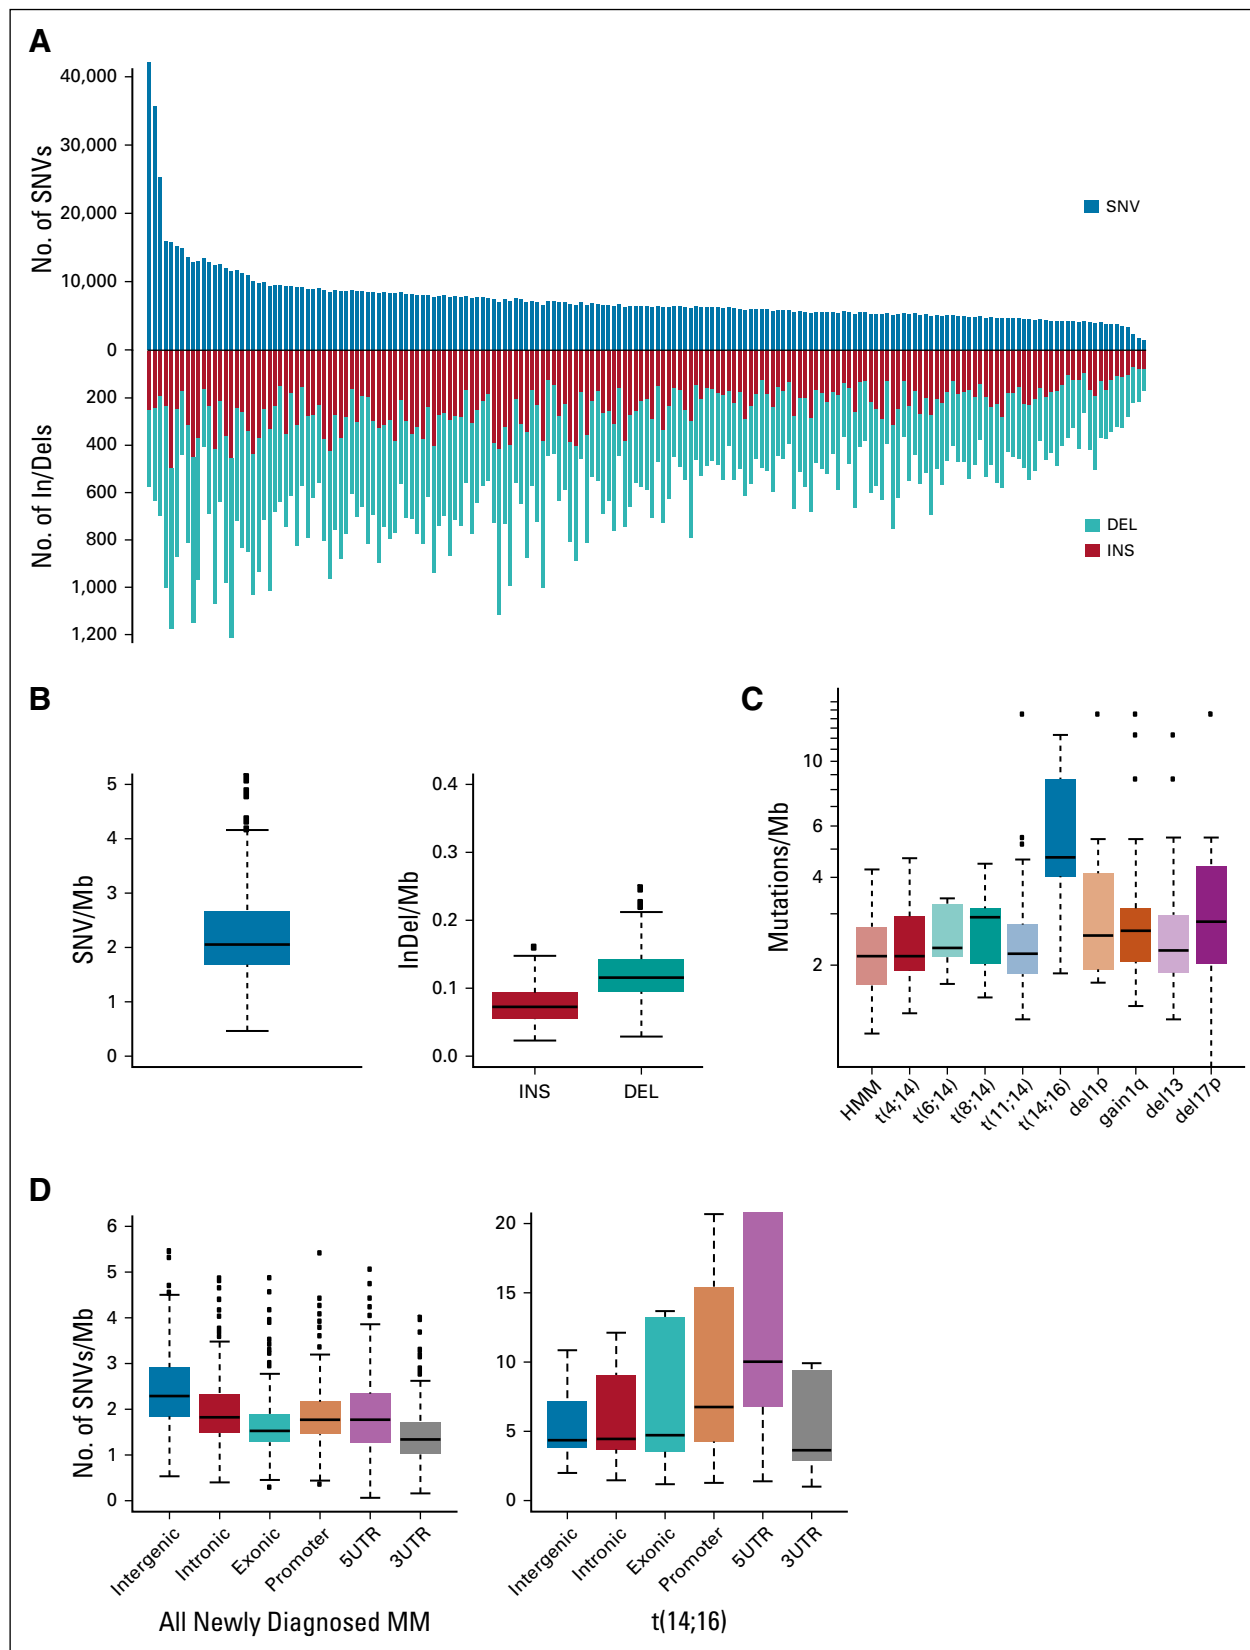 A
No. of SNVs
40,000
30,000
20,000
10,000
0
SNV
No. of In/Dels
200
400
600
800
1,000
1,200
DEL
INS
B
SNV/Mb
5
4
3
2
1
0
InDel/Mb
0.4
0.3
0.2
0.1
0.0
INS DEL
C
Mutations/Mb
10
6
4
2
HMM t(4;14) t(6;14) t(8;14) t(11;14) t(14;16) del1p gain1q del13 del17p
D
No. of SNVs/Mb
6
5
4
3
2
1
0
Intergenic Intronic Exonic Promoter 5UTR 3UTR
All Newly Diagnosed MM
20
15
10
5
0
Intergenic Intronic Exonic Promoter 5UTR 3UTR
t(14;16)